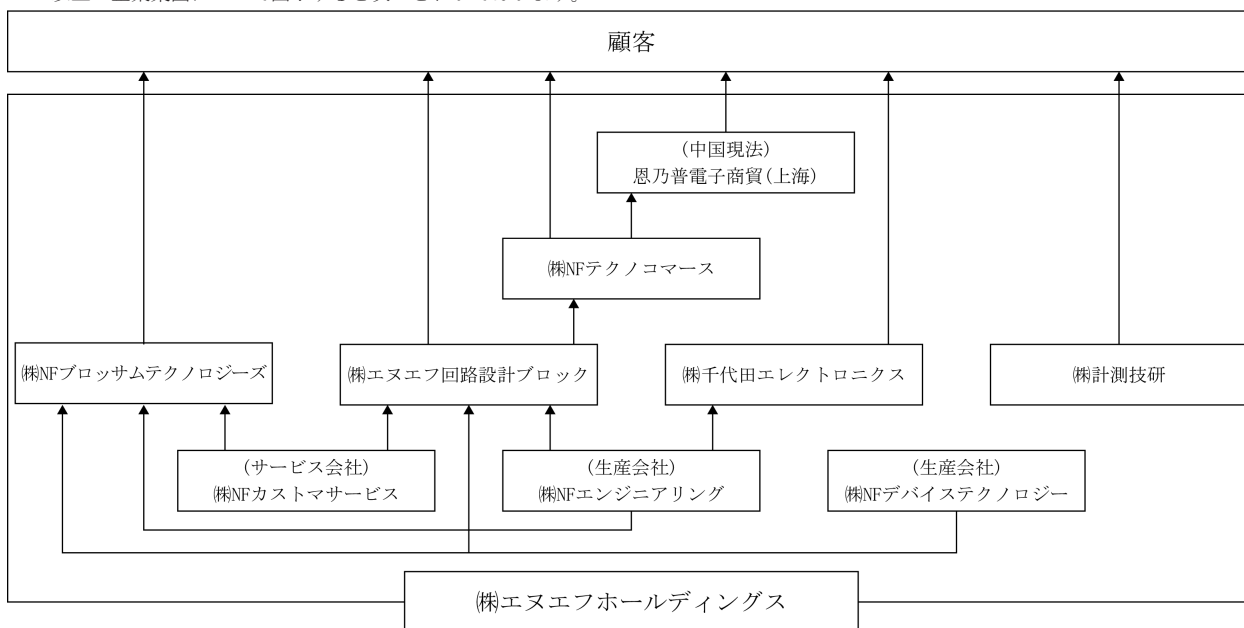 顧客
(中国現法)
恩乃普電子商貿(上海)
㈱NFテクノコマース
㈱NFブロッサムテクノロジーズ
㈱エヌエフ回路設計ブロック
㈱千代田エレクトロニクス
㈱計測技研
(サービス会社)
㈱NFカストマサービス
(生産会社)
㈱NFエンジニアリング
(生産会社)
㈱NFデバイステクノロジー
㈱エヌエフホールディングス